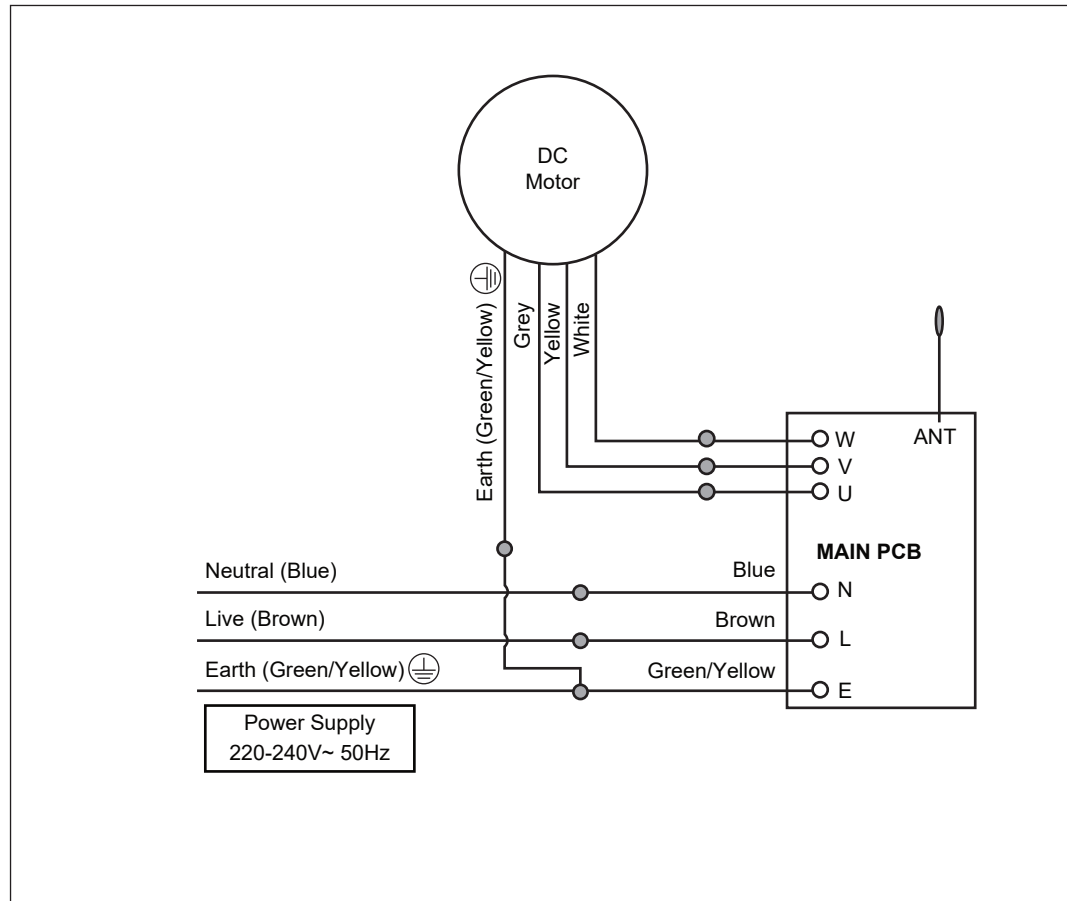 DC
Motor
Earth (Green/Yellow)
Grey
Yellow
White
ANT
W
V
U
MAIN PCB
Neutral (Blue)
Blue
N
Live (Brown)
Brown
L
Earth (Green/Yellow)
Green/Yellow
E
Power Supply
220-240V~ 50Hz